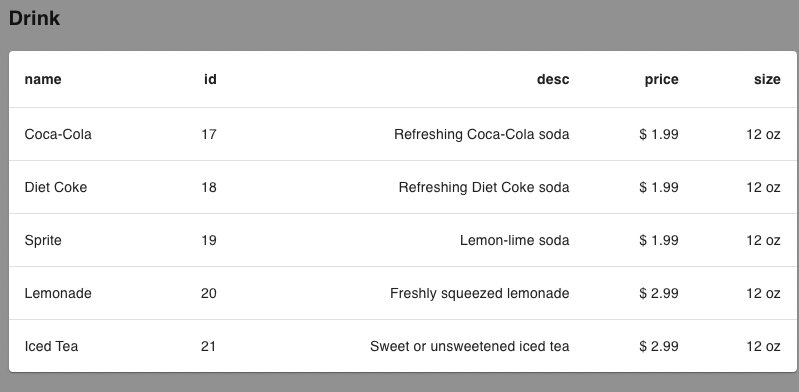 Drink
name id desc price size
Coca-Cola 17 Refreshing Coca-Cola soda $ 1.99 12 oz
Diet Coke 18 Refreshing Diet Coke soda $ 1.99 12 oz
Sprite 19 Lemon-lime soda $ 1.99 12 oz
Lemonade 20 Freshly squeezed lemonade $ 2.99 12 oz
Iced Tea 21 Sweet or unsweetened iced tea $ 2.99 12 oz